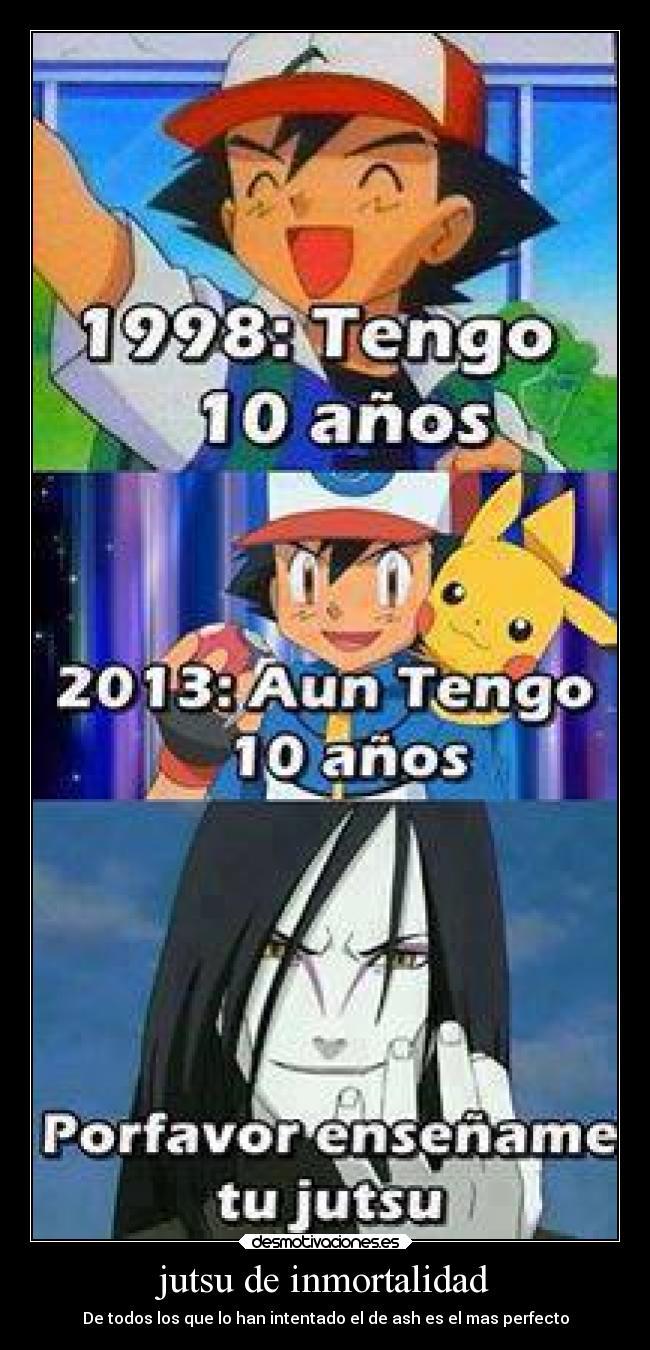 1998: Tengo
10 años
2013: Aun Tengo
10 años
Porfavor enseñame
tu jutsu
desmotivaciones.es
jutsu de inmortalidad
De todos los que lo han intentado el de ash es el mas perfecto